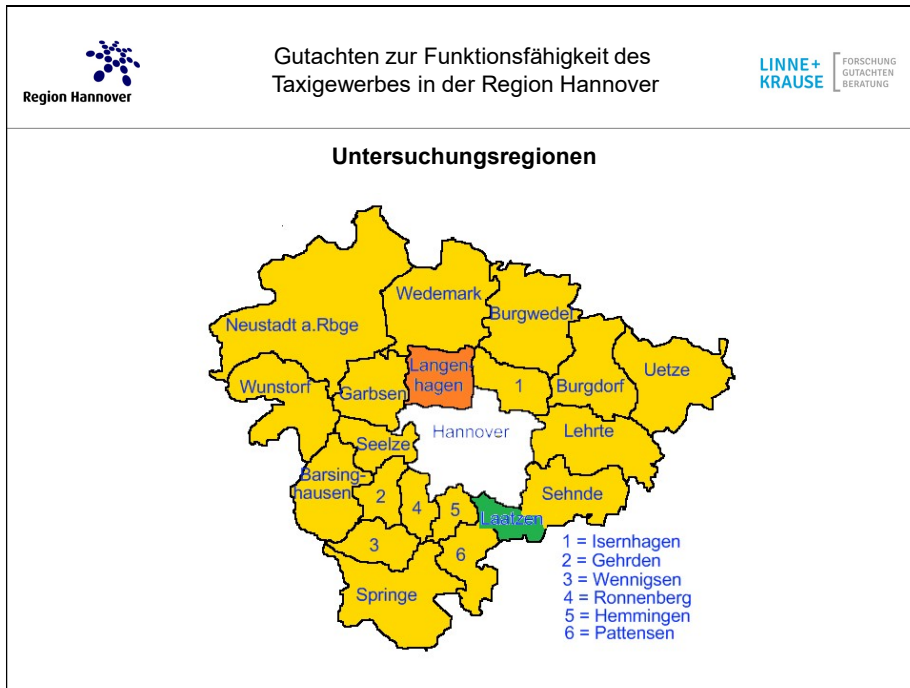 Region Hannover
Gutachten zur Funktionsfähigkeit des
Taxigewerbes in der Region Hannover
LINNE+
KRAUSE
FORSCHUNG
GUTACHTEN
BERATUNG
Untersuchungsregionen
Wedemark
Burgwedel
Neustadt a.Rbge
Langen-
hagen
Uetze
Wunstorf
Garbsen
1
Burgdorf
Hannover
Lehrte
Seelze
Barsing-
hausen
2
4
5
Sehnde
Laatzen
3
6
Springe
1 = Isernhagen
2 = Gehrden
3 = Wennigsen
4 = Ronnenberg
5 = Hemmingen
6 = Pattensen